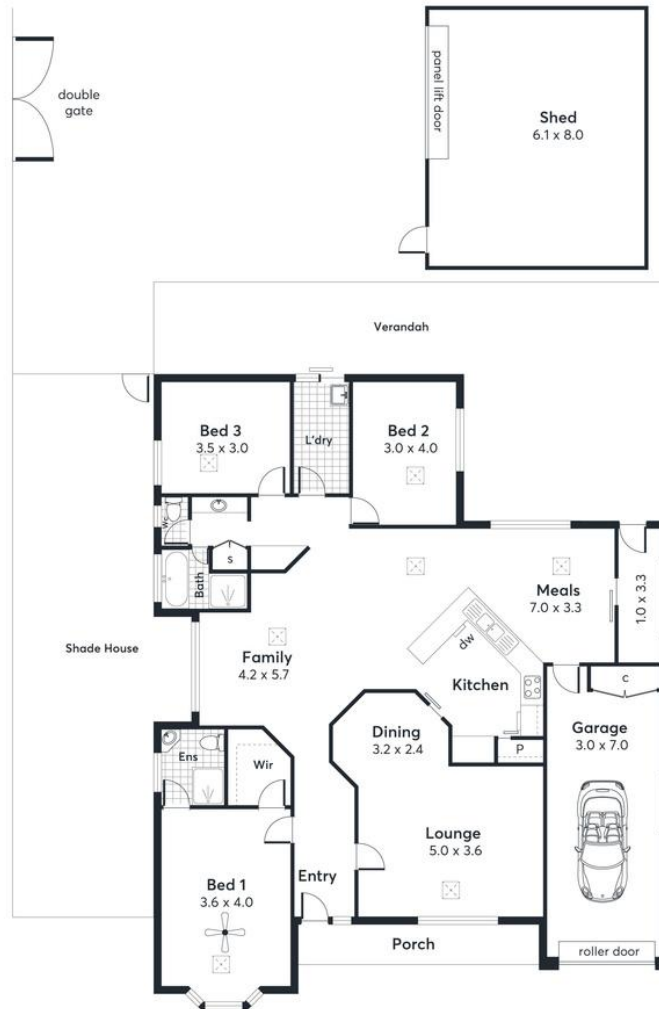 double
gate
panel lift door
Shed
6.1 x 8.0
Verandah
Bed 3
3.5 x 3.0
L'dry
Bed 2
3.0 x 4.0
Wc
S
Bath
Meals
7.0 x 3.3
1.0 x 3.3
Shade House
Family
4.2 x 5.7
dw
Kitchen
C
Dining
3.2 x 2.4
Garage
3.0 x 7.0
Ens
Wir
P
Lounge
5.0 x 3.6
Bed 1
3.6 x 4.0
Entry
Porch
roller door